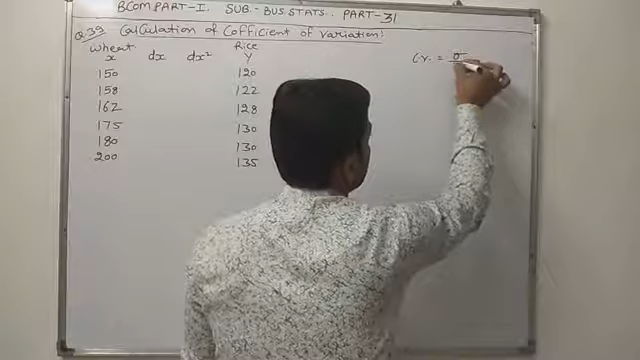 BCOM PART-I. SUB.- BUS. STATS. PART-31
Q.39 Calculation of Coefficient of Variation:
Wheat Rice
x dx dx² Y
150 120
158 122
162 128
175 130
180 130
200 135
C.V. = σ